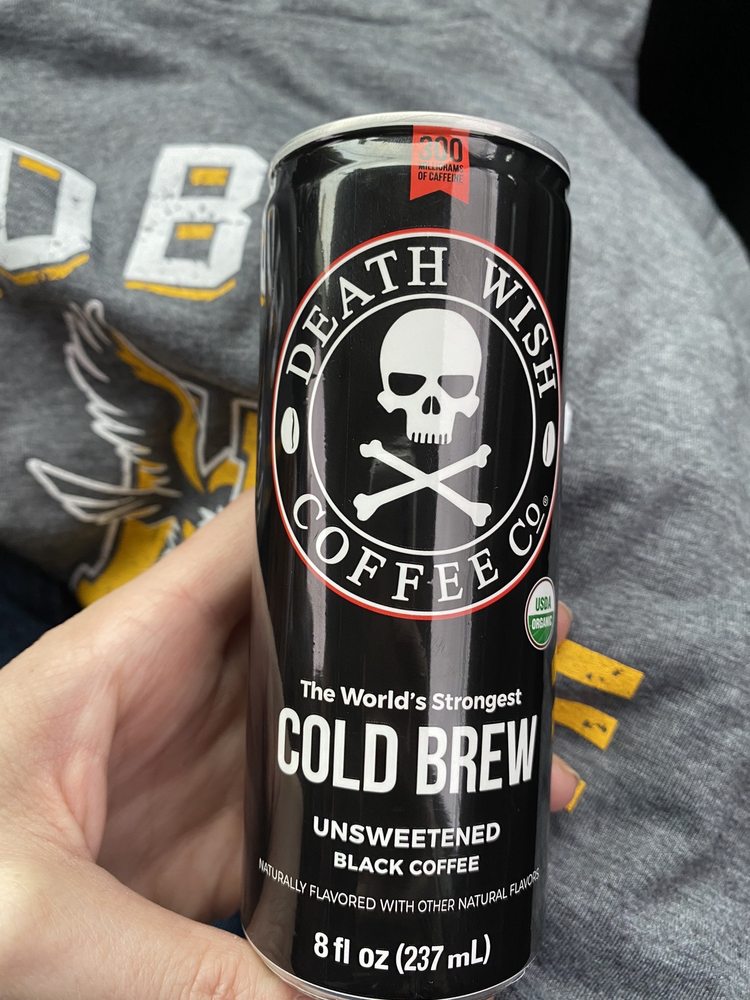 300
MILLIGRAMS
OF CAFFEINE
DEATH WISH
COFFEE Co.®
USDA
ORGANIC
The World's Strongest
COLD BREW
UNSWEETENED
BLACK COFFEE
NATURALLY FLAVORED WITH OTHER NATURAL FLAVORS
8 fl oz (237 mL)